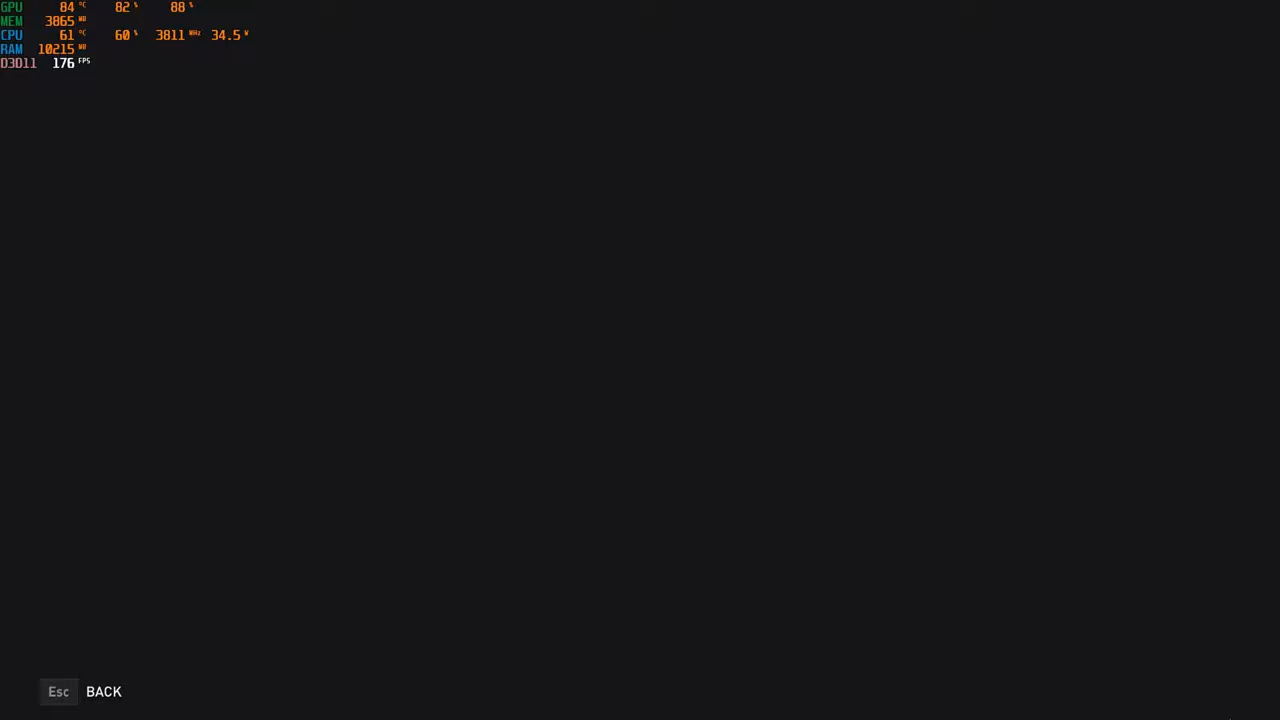 GPU 84 °C 82 % 88 %
MEM 3865 MB
CPU 61 °C 60 % 3811 MHz 34.5 W
RAM 10215 MB
D3D11 176 FPS
Esc BACK